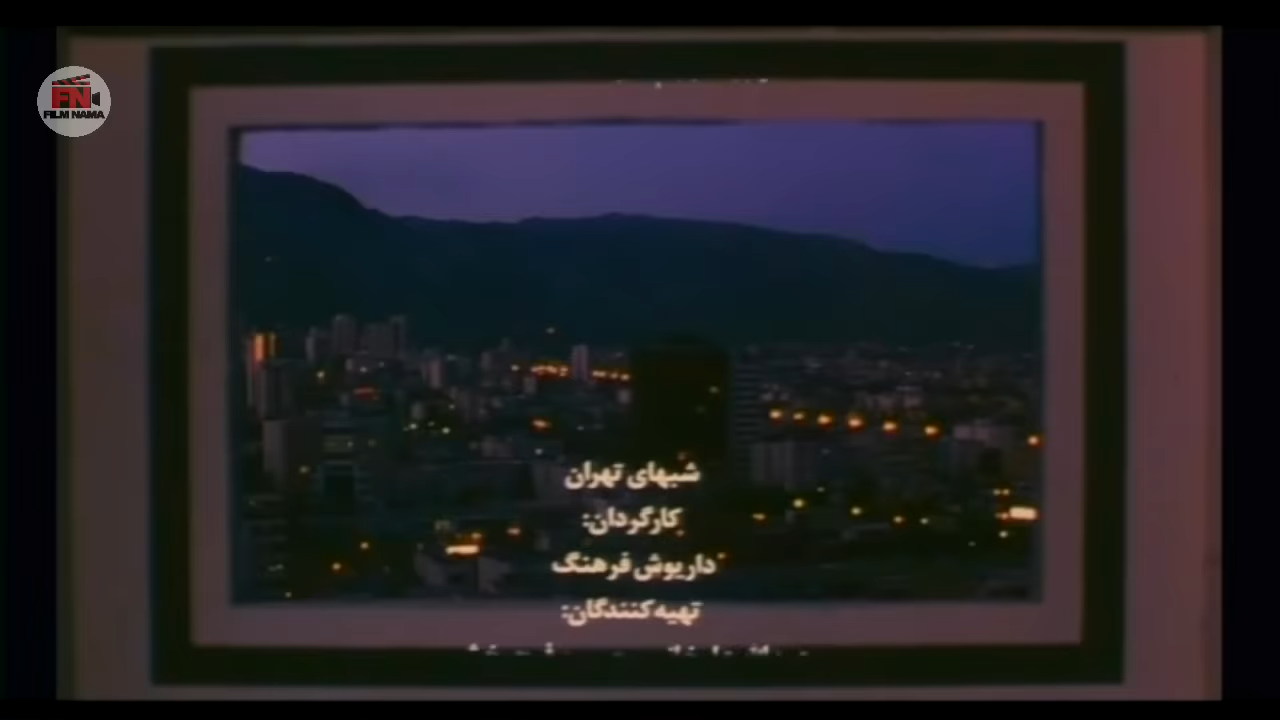 FN
FILM NAMA
شبهای تهران
کارگردان:
داریوش فرهنگ
تهیه‌کنندگان: